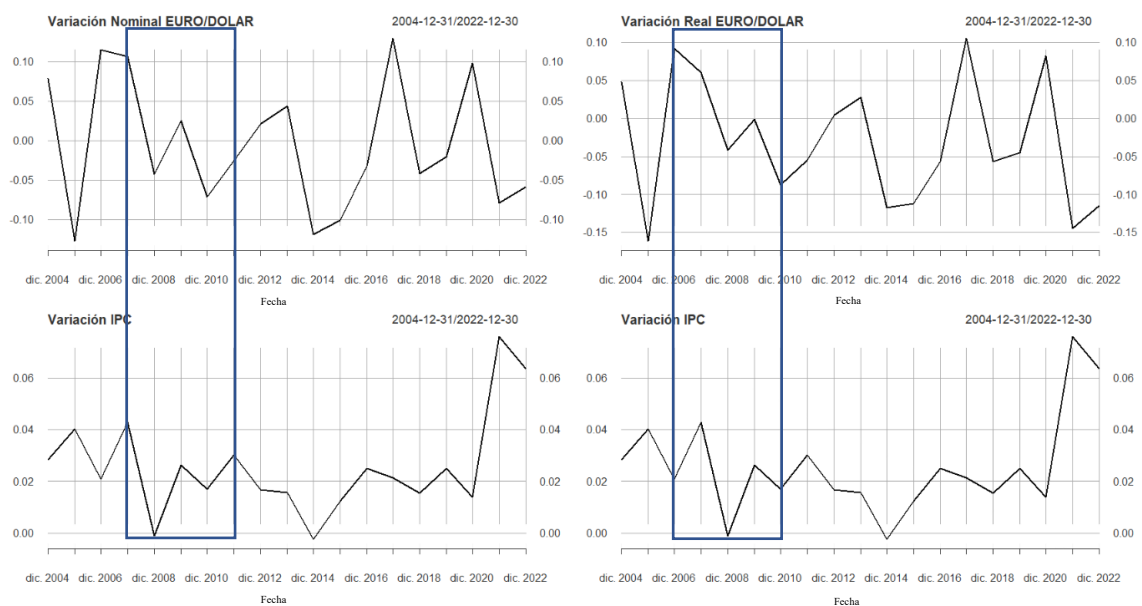 Variación Nominal EURO/DOLAR 2004-12-31/2022-12-30
0.10 0.10
0.05 0.05
0.00 0.00
-0.05 -0.05
-0.10 -0.10
dic. 2004 dic. 2006 dic. 2008 dic. 2010 dic. 2012 dic. 2014 dic. 2016 dic. 2018 dic. 2020 dic. 2022
Fecha
Variación IPC 2004-12-31/2022-12-30
0.06 0.06
0.04 0.04
0.02 0.02
0.00 0.00
dic. 2004 dic. 2006 dic. 2008 dic. 2010 dic. 2012 dic. 2014 dic. 2016 dic. 2018 dic. 2020 dic. 2022
Fecha
Variación Real EURO/DOLAR 2004-12-31/2022-12-30
0.10 0.10
0.05 0.05
0.00 0.00
-0.05 -0.05
-0.10 -0.10
-0.15 -0.15
dic. 2004 dic. 2006 dic. 2008 dic. 2010 dic. 2012 dic. 2014 dic. 2016 dic. 2018 dic. 2020 dic. 2022
Fecha
Variación IPC 2004-12-31/2022-12-30
0.06 0.06
0.04 0.04
0.02 0.02
0.00 0.00
dic. 2004 dic. 2006 dic. 2008 dic. 2010 dic. 2012 dic. 2014 dic. 2016 dic. 2018 dic. 2020 dic. 2022
Fecha